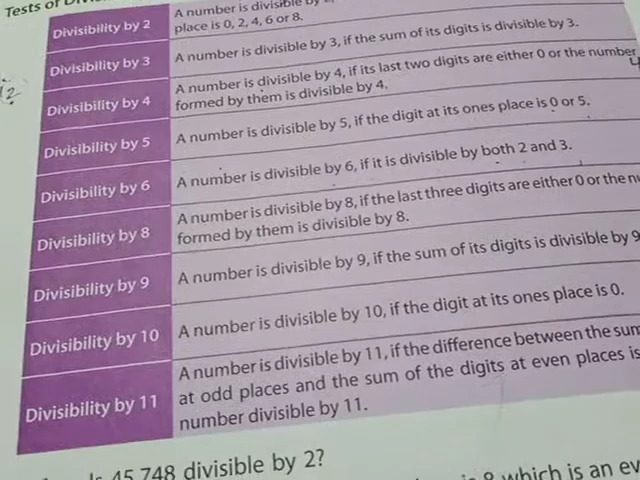 Tests of
Divisibility by 2
A number is divisible by
place is 0, 2, 4, 6 or 8.
Divisibility by 3
A number is divisible by 3, if the sum of its digits is divisible by 3.
Divisibility by 4
A number is divisible by 4, if its last two digits are either 0 or the number
formed by them is divisible by 4.
Divisibility by 5
A number is divisible by 5, if the digit at its ones place is 0 or 5.
Divisibility by 6
A number is divisible by 6, if it is divisible by both 2 and 3.
Divisibility by 8
A number is divisible by 8, if the last three digits are either 0 or the
formed by them is divisible by 8.
Divisibility by 9
A number is divisible by 9, if the sum of its digits is divisible by 9
Divisibility by 10
A number is divisible by 10, if the digit at its ones place is 0.
Divisibility by 11
A number is divisible by 11, if the difference between the sum
at odd places and the sum of the digits at even places is
number divisible by 11.
Is 45,748 divisible by 2?
is 8 which is an